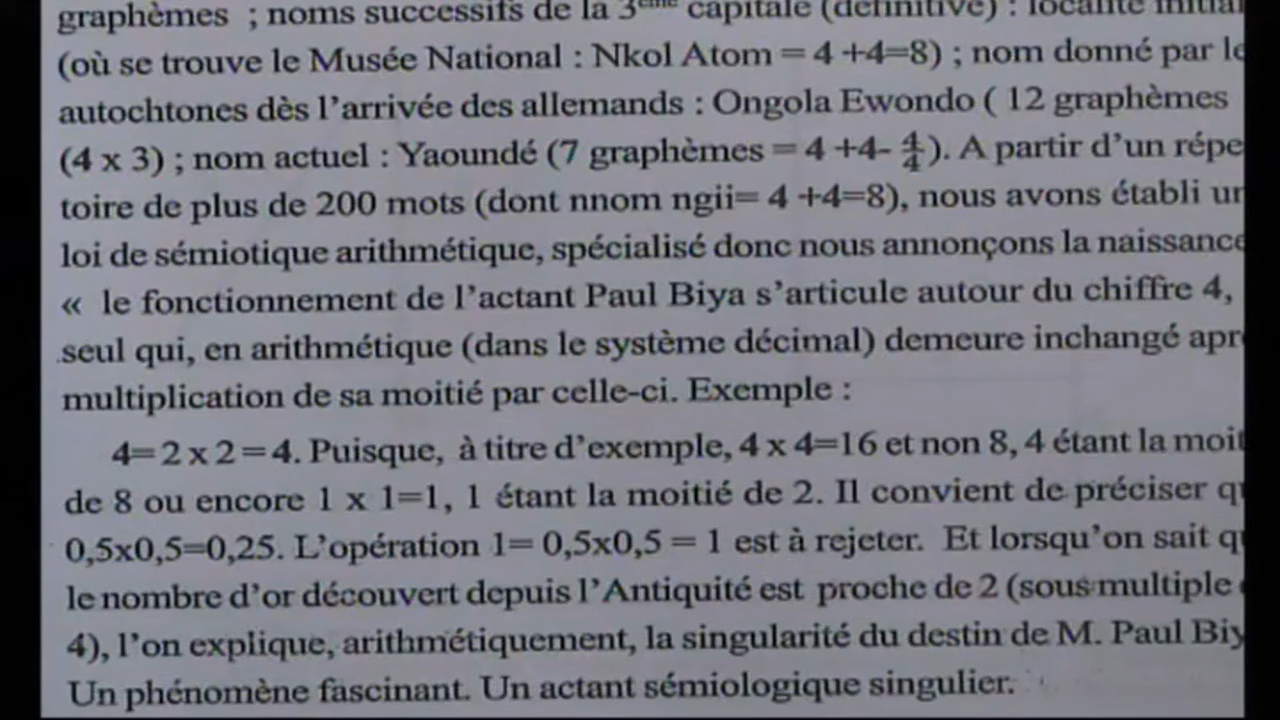 graphèmes ; noms successifs de la 3ème capitale (définitive) : localité
(où se trouve le Musée National : Nkol Atom = 4 +4=8) ; nom donné par
autochtones dès l'arrivée des allemands : Ongola Ewondo ( 12 graphèmes
(4 x 3) ; nom actuel : Yaoundé (7 graphèmes = 4 +4- 4/4). A partir d'un répe
toire de plus de 200 mots (dont nnom ngii= 4 +4=8), nous avons établi
loi de sémiotique arithmétique, spécialisé donc nous annonçons la naissance
« le fonctionnement de l'actant Paul Biya s'articule autour du chiffre 4,
seul qui, en arithmétique (dans le système décimal) demeure inchangé apr
multiplication de sa moitié par celle-ci. Exemple :
4=2 x 2 = 4. Puisque, à titre d'exemple, 4 x 4=16 et non 8, 4 étant la moit
de 8 ou encore 1 x 1=1, 1 étant la moitié de 2. Il convient de préciser
0,5x0,5=0,25. L'opération 1= 0,5x0,5 = 1 est à rejeter. Et lorsqu'on sait
le nombre d'or découvert depuis l'Antiquité est proche de 2 (sous multiple
4), l'on explique, arithmétiquement, la singularité du destin de M. Paul Biy
Un phénomène fascinant. Un actant sémiologique singulier.